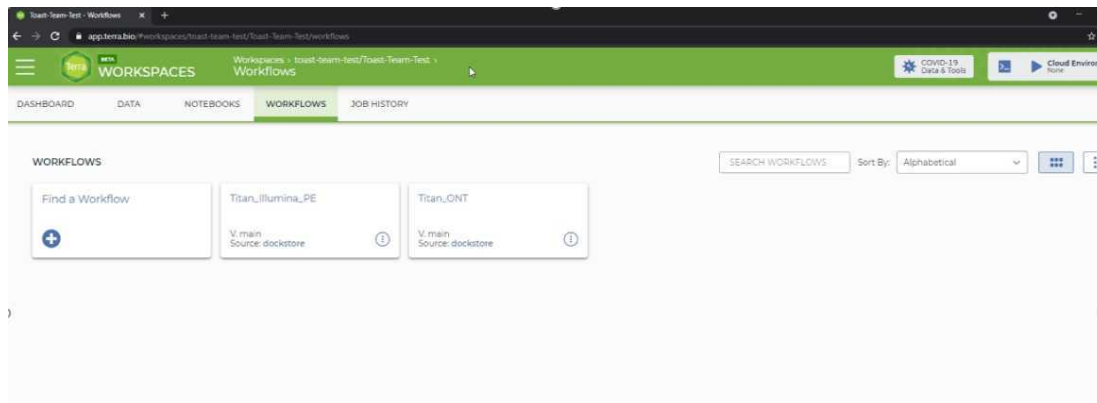 Toast-Team-Test - Workflows
app.terra.bio/#workspaces/toast-team-test/Toast-Team-Test/workflows
Terra
BETA
WORKSPACES
Workspaces › toast-team-test/Toast-Team-Test ›
Workflows
COVID-19
Data & Tools
Cloud Environ
None
DASHBOARD DATA NOTEBOOKS WORKFLOWS JOB HISTORY
WORKFLOWS
SEARCH WORKFLOWS Sort By: Alphabetical
Find a Workflow
Titan_Illumina_PE
V. main
Source: dockstore
Titan_ONT
V. main
Source: dockstore